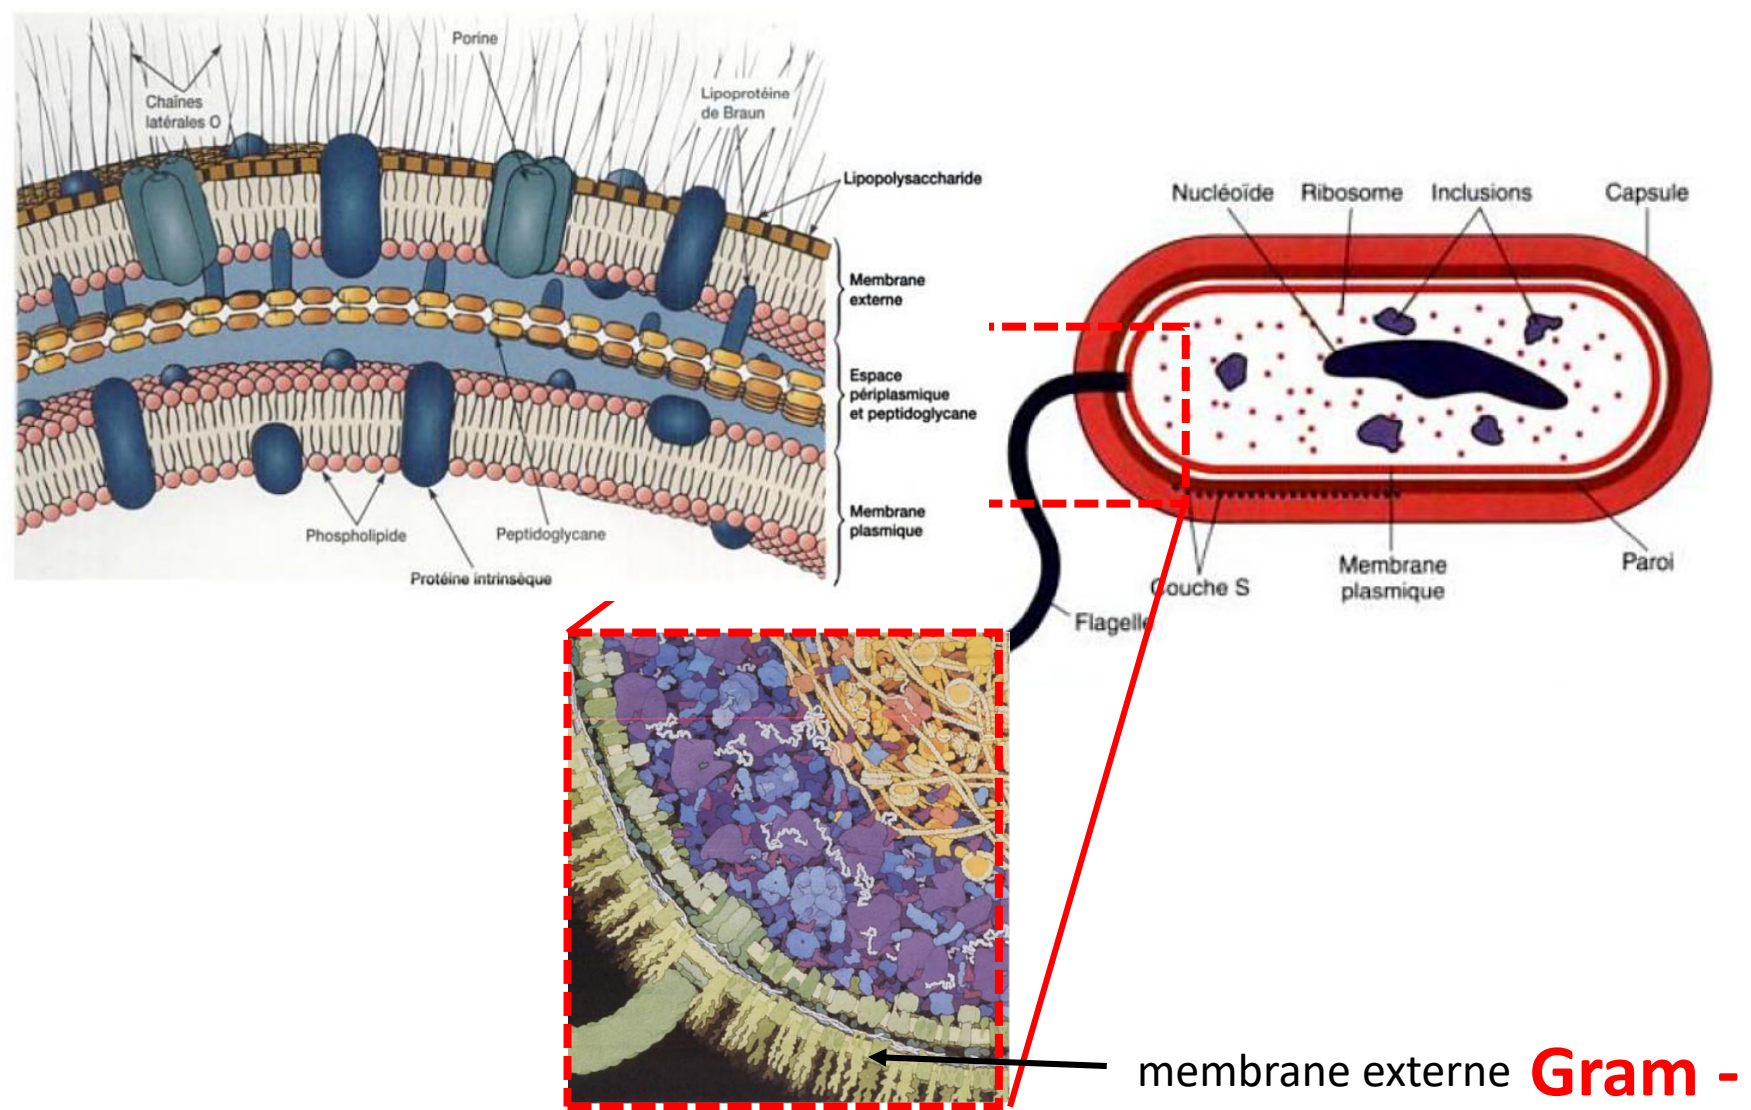 Porine
Chaînes
latérales O
Lipoprotéine
de Braun
Lipopolysaccharide
Membrane
externe
Espace
périplasmique
et peptidoglycane
Membrane
plasmique
Phospholipide
Peptidoglycane
Protéine intrinsèque
Nucléoïde
Ribosome
Inclusions
Capsule
Couche S
Membrane
plasmique
Paroi
Flagelle
membrane externe Gram -